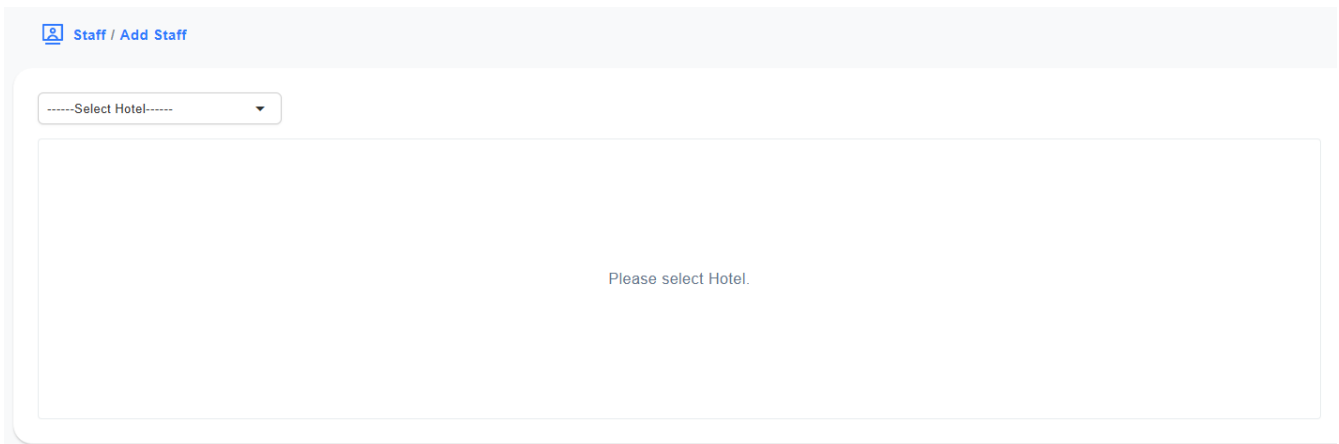 Staff / Add Staff
------Select Hotel------
Please select Hotel.